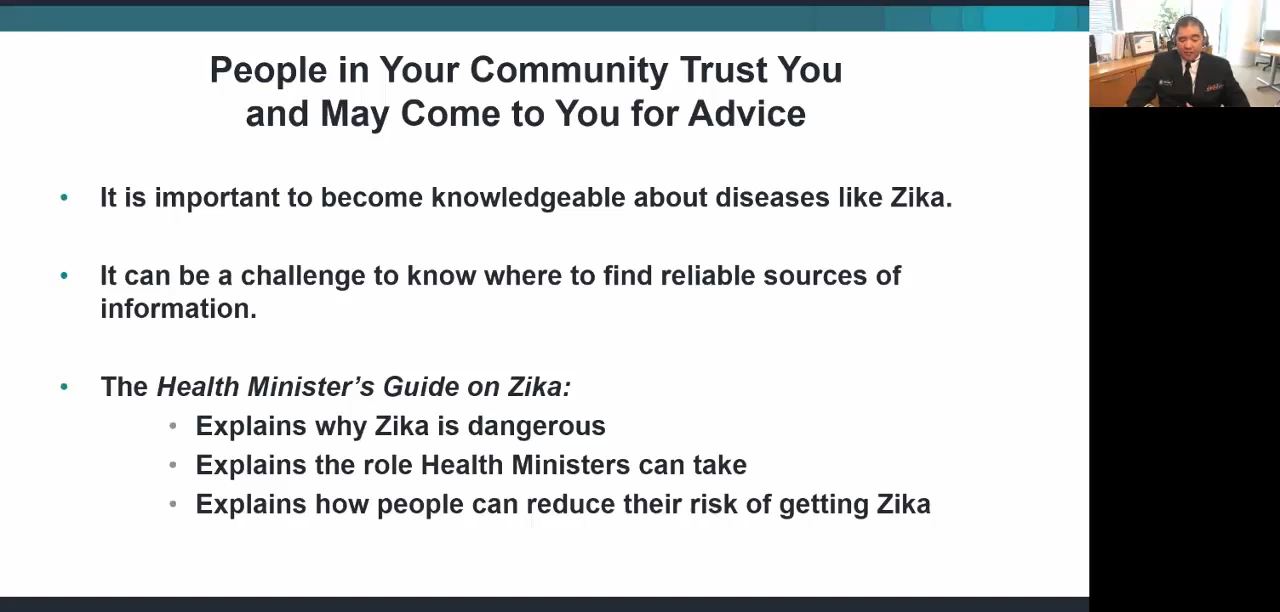 People in Your Community Trust You
and May Come to You for Advice
• It is important to become knowledgeable about diseases like Zika.
• It can be a challenge to know where to find reliable sources of
information.
• The Health Minister’s Guide on Zika:
• Explains why Zika is dangerous
• Explains the role Health Ministers can take
• Explains how people can reduce their risk of getting Zika